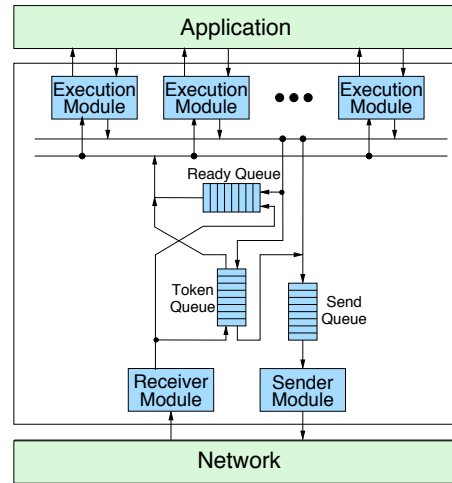 Application
Execution
Module
Execution
Module
Execution
Module
Ready Queue
Token
Queue
Send
Queue
Receiver
Module
Sender
Module
Network